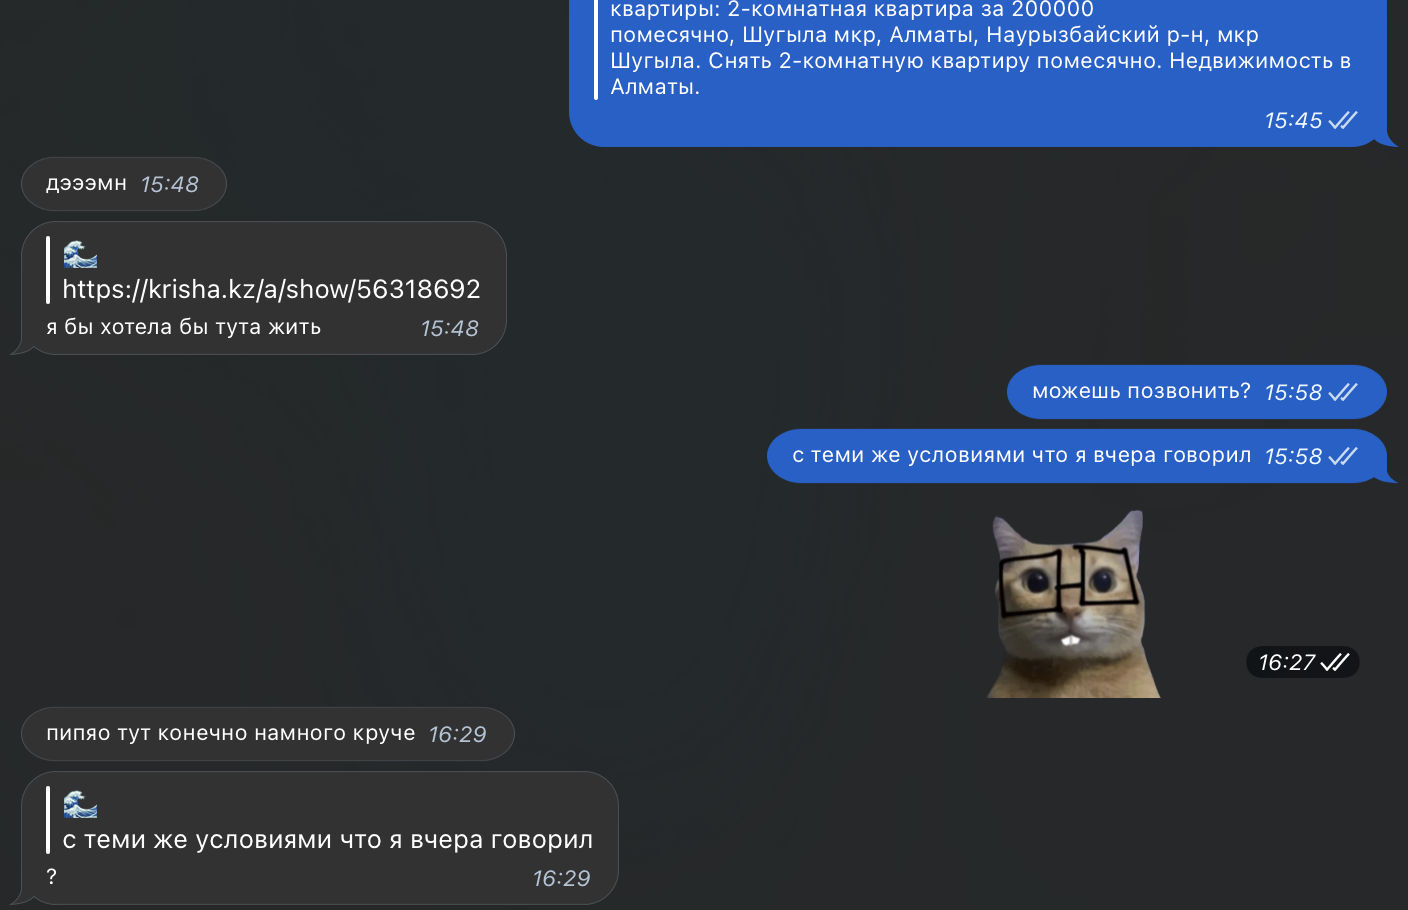 квартиры: 2-комнатная квартира за 200000
помесячно, Шугыла мкр, Алматы, Наурызбайский р-н, мкр
Шугыла. Снять 2-комнатную квартиру помесячно. Недвижимость в
Алматы.
15:45
дэээмн 15:48
🌊
https://krisha.kz/a/show/56318692
я бы хотела бы тута жить 15:48
можешь позвонить? 15:58
с теми же условиями что я вчера говорил 15:58
16:27
пипяо тут конечно намного круче 16:29
🌊
с теми же условиями что я вчера говорил
? 16:29